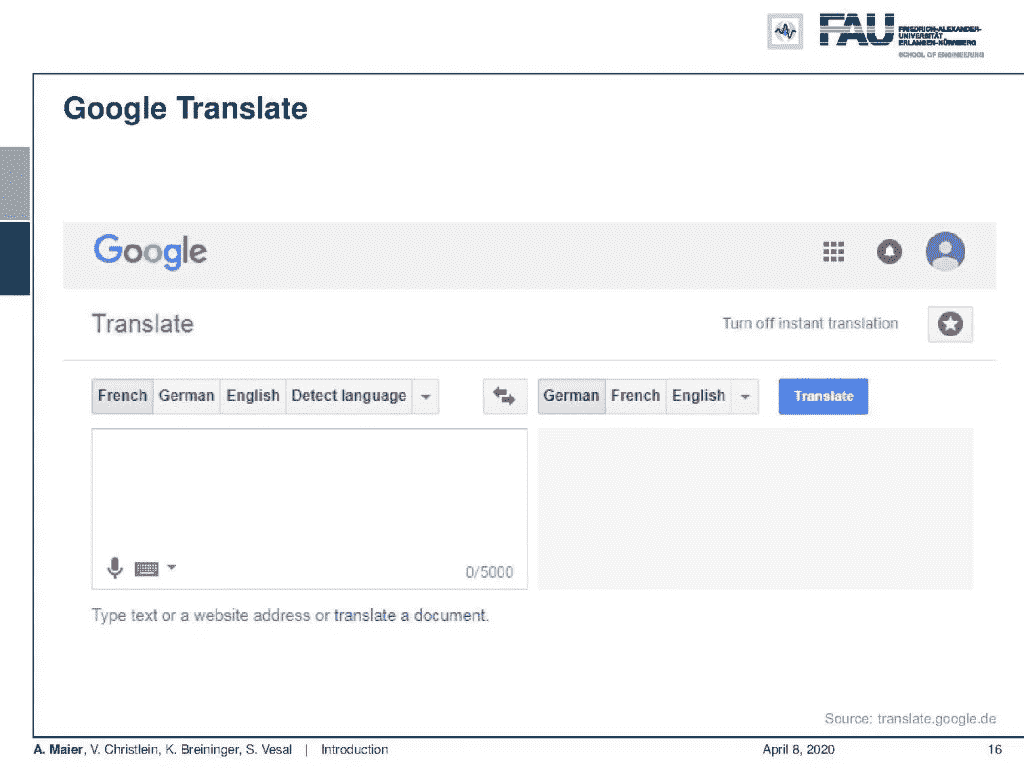 FAU FRIEDRICH-ALEXANDER-
UNIVERSITÄT
ERLANGEN-NÜRNBERG
SCHOOL OF ENGINEERING
Google Translate
Google
Translate
Turn off instant translation
French German English Detect language
German French English
Translate
0/5000
Type text or a website address or translate a document.
Source: translate.google.de
A. Maier, V. Christlein, K. Breininger, S. Vesal | Introduction
April 8, 2020
16